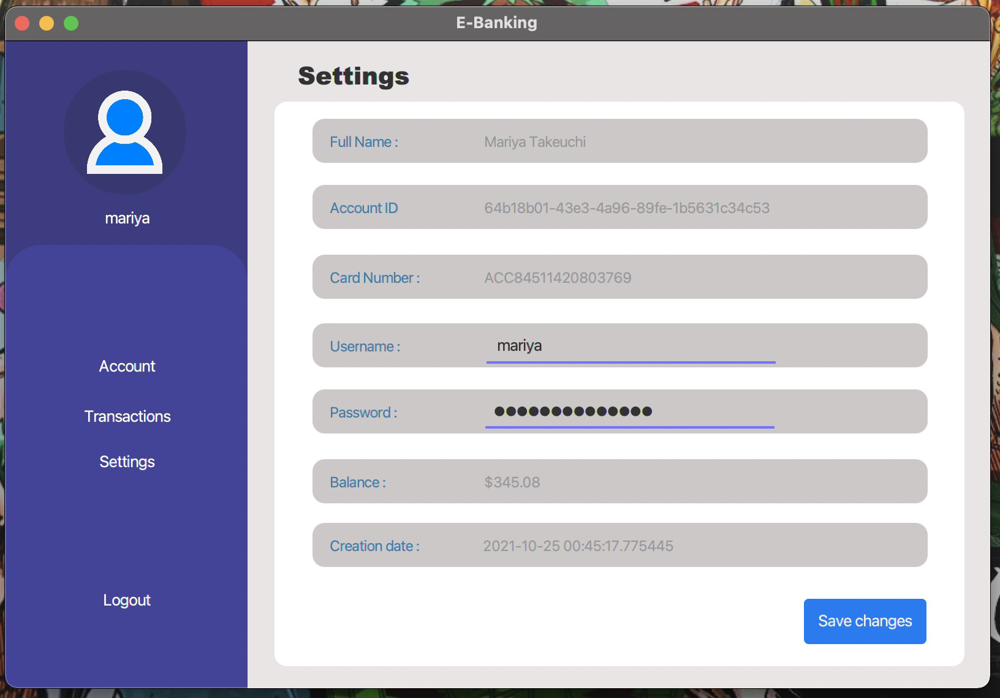 E-Banking
mariya
Account
Transactions
Settings
Logout
Settings
Full Name : Mariya Takeuchi
Account ID 64b18b01-43e3-4a96-89fe-1b5631c34c53
Card Number : ACC84511420803769
Username : mariya
Password : ●●●●●●●●●●●●●●
Balance : $345.08
Creation date : 2021-10-25 00:45:17.775445
Save changes